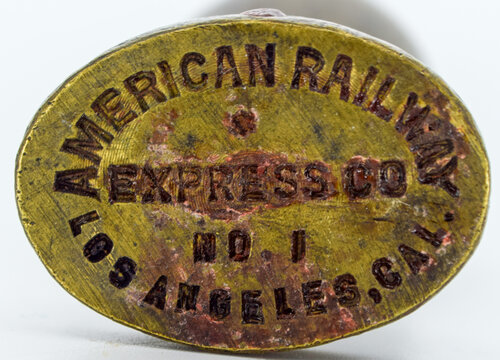 AMERICAN RAILWAY
EXPRESS CO
NO. 1
LOS ANGELES, CAL.